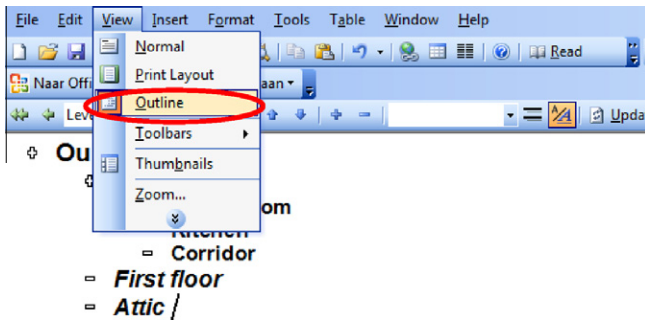 File Edit View Insert Format Tools Table Window Help
Normal Read
Print Layout
Naar Offi aan
Outline
Leve Upda
Toolbars
Ou
Thumbnails
Zoom...
om
Kitchen
Corridor
First floor
Attic